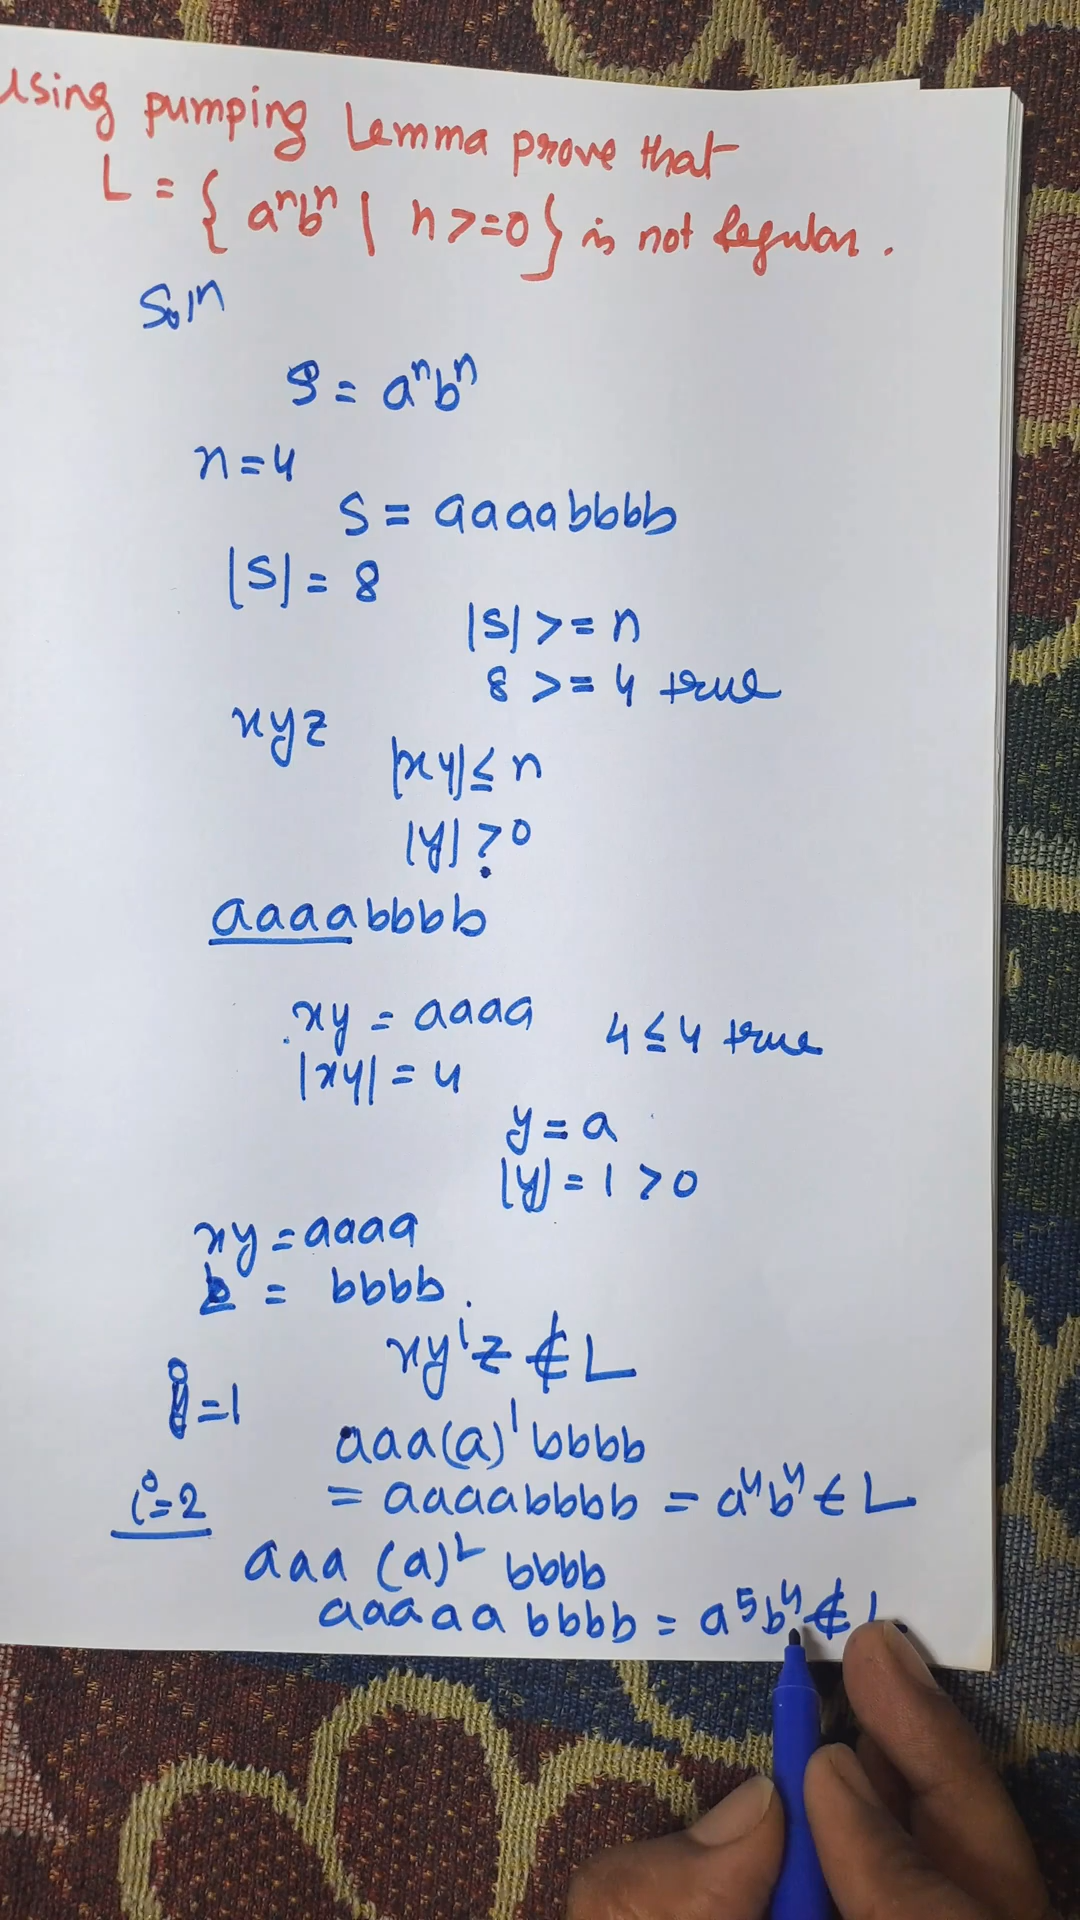 using pumping Lemma prove that
L = { aⁿbⁿ | n >= 0 } is not Regular.
Solⁿ
S = aⁿbⁿ
n = 4
S = aaaabbbb
|S| = 8
|S| >= n
8 >= 4 true
xyz
|xy| ≤ n
|y| > 0
aaaabbbb
xy = aaaa
4 ≤ 4 true
|xy| = 4
y = a
|y| = 1 > 0
xy = aaaa
z = bbbb.
xyⁱz ∉ L
i = 1
aaa(a)¹bbbb
= aaaabbbb = a⁴b⁴ ∈ L
i = 2
aaa (a)² bbbb
aaaaa bbbb = a⁵b⁴ ∉ L